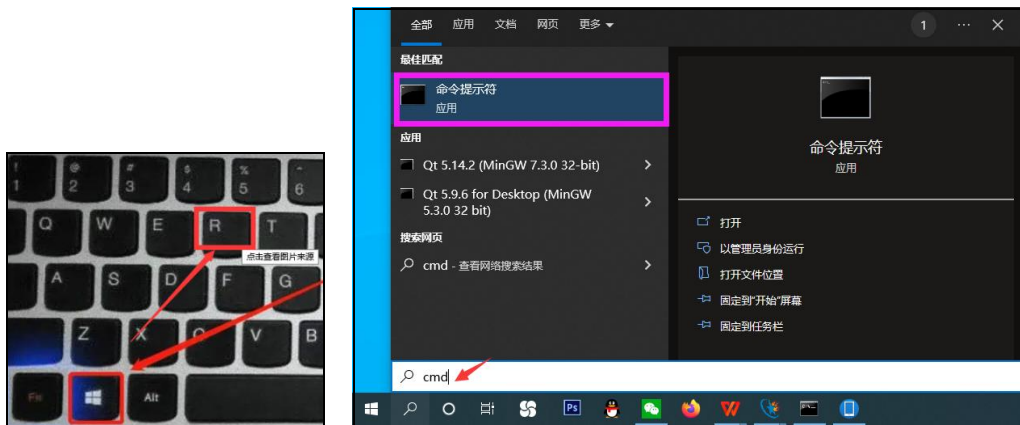 ! @ # $ % ^
1 2 3 4 5 6
Q W E R T
点击查看图片来源
A S D F G
Z X C V B
Fn Alt
全部 应用 文档 网页 更多 1 ...
最佳匹配
命令提示符
应用
应用
Qt 5.14.2 (MinGW 7.3.0 32-bit)
Qt 5.9.6 for Desktop (MinGW
5.3.0 32 bit)
搜索网页
cmd - 查看网络搜索结果
命令提示符
应用
打开
以管理员身份运行
打开文件位置
固定到"开始"屏幕
固定到任务栏
cmd
Ps